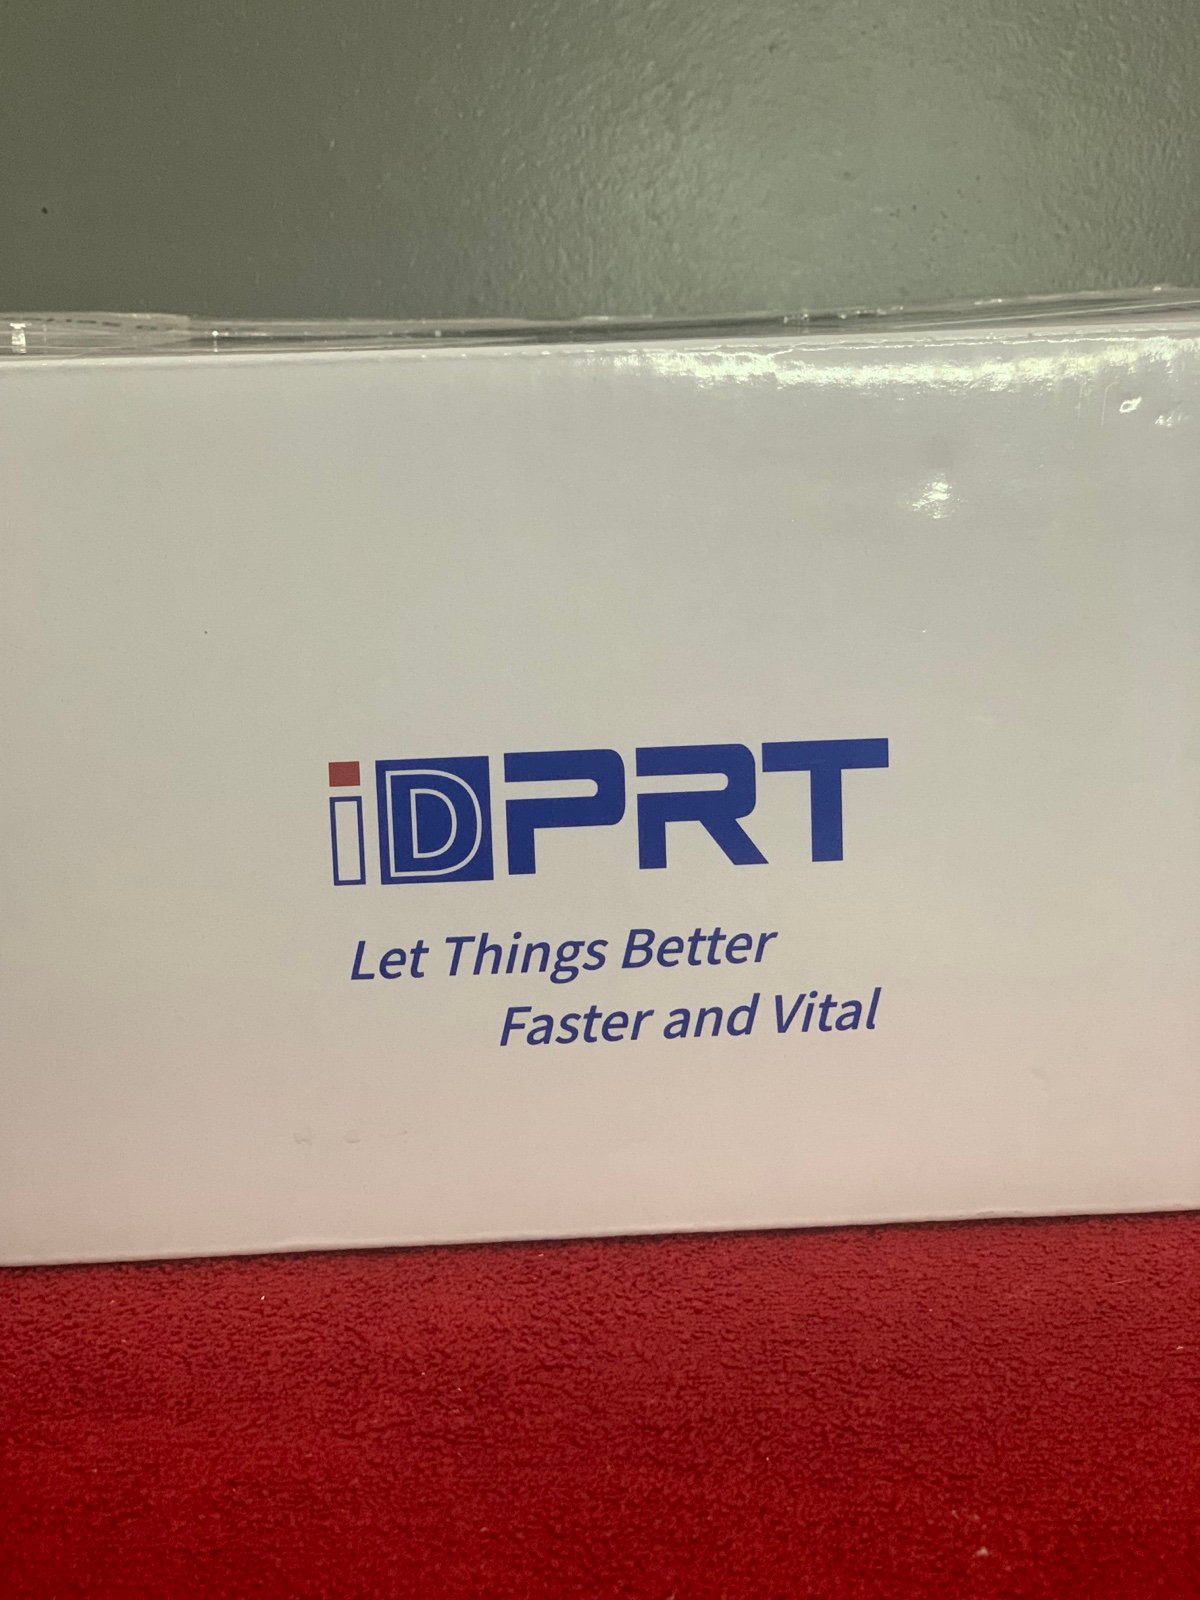 iDPRT
Let Things Better
Faster and Vital